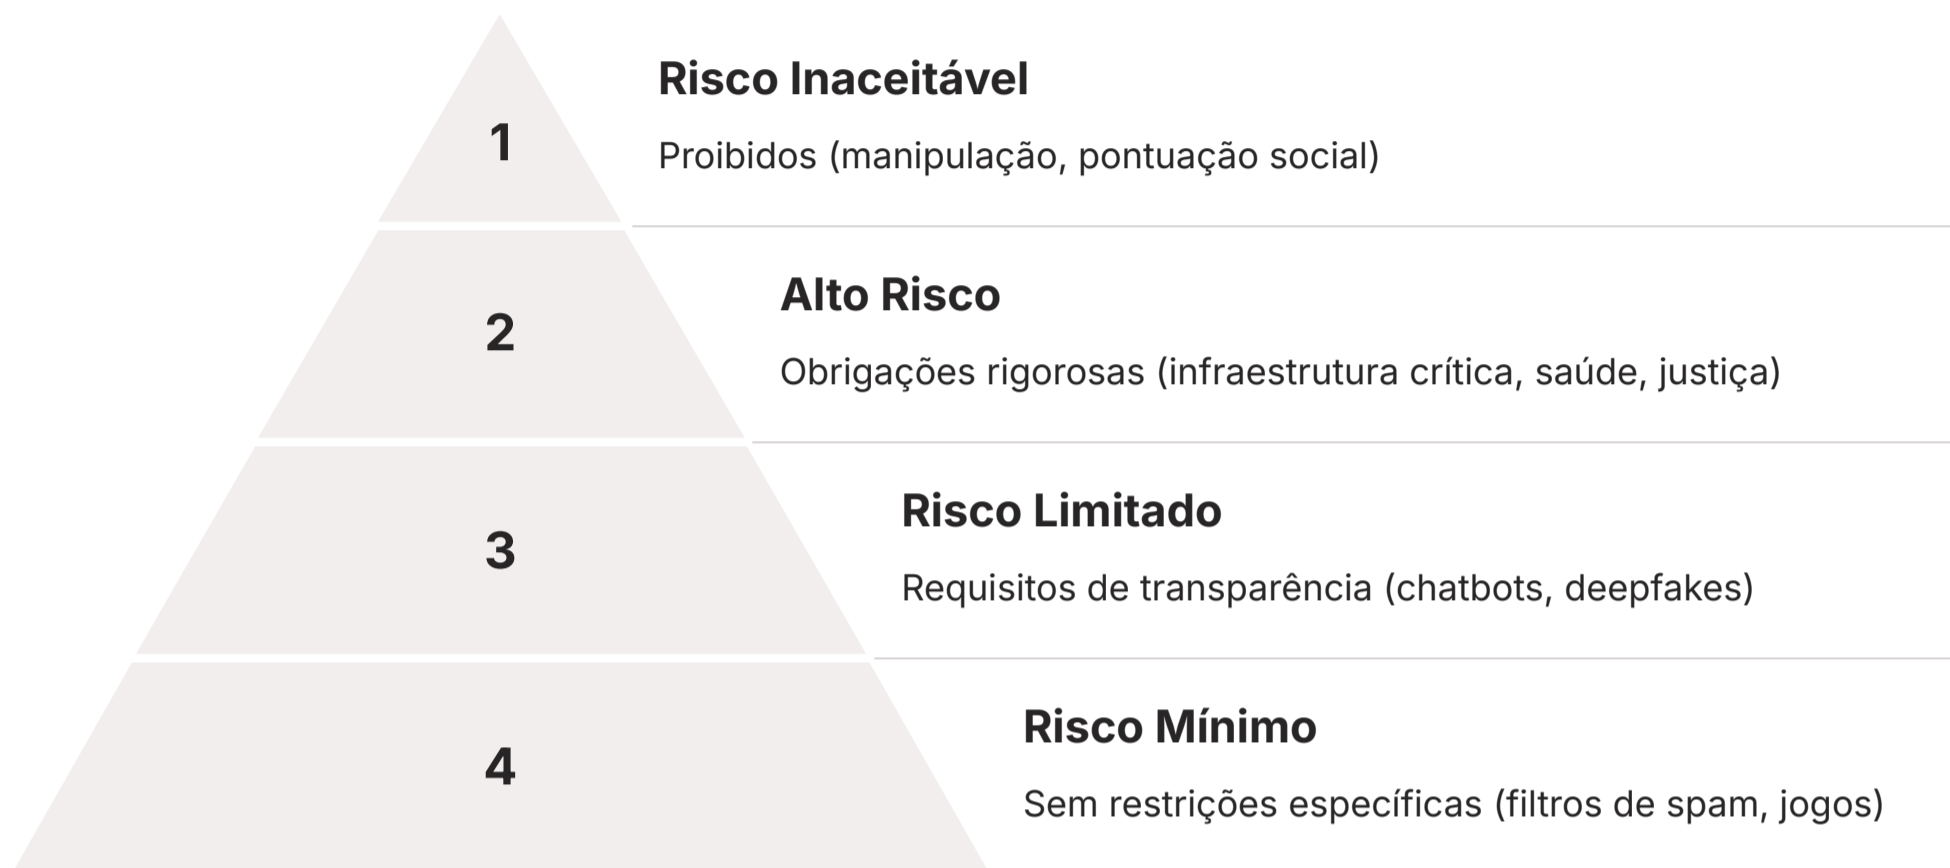 1
Risco Inaceitável
Proibidos (manipulação, pontuação social)
2
Alto Risco
Obrigações rigorosas (infraestrutura crítica, saúde, justiça)
3
Risco Limitado
Requisitos de transparência (chatbots, deepfakes)
4
Risco Mínimo
Sem restrições específicas (filtros de spam, jogos)